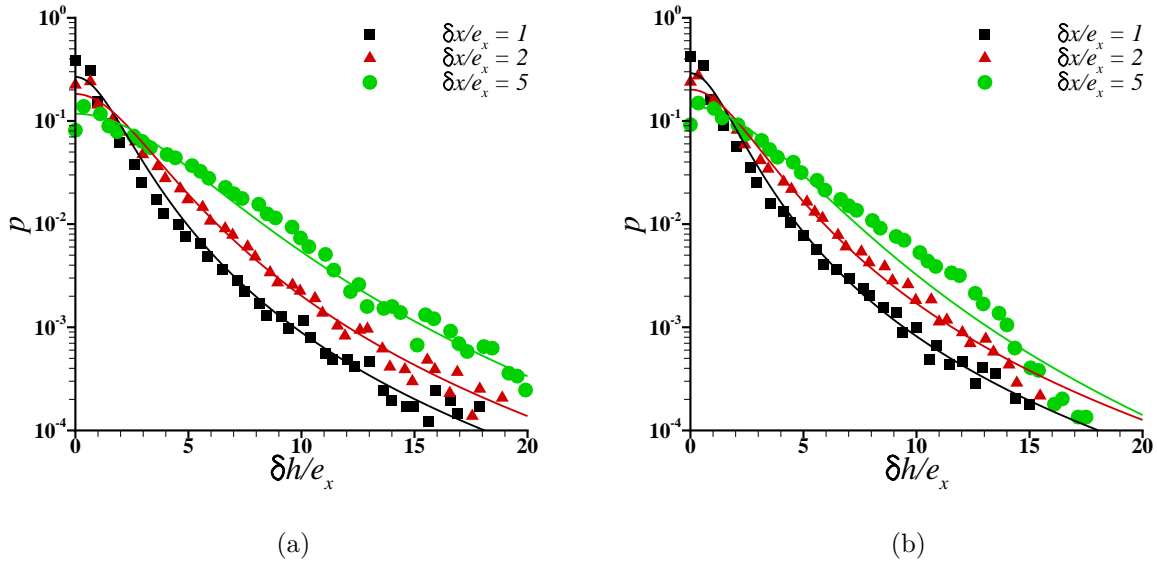 10^0
10^-1
10^-2
10^-3
10^-4
p
0 5 10 15 20
δh/e_x
δx/e_x = 1
δx/e_x = 2
δx/e_x = 5
(a)
10^0
10^-1
10^-2
10^-3
10^-4
p
0 5 10 15 20
δh/e_x
δx/e_x = 1
δx/e_x = 2
δx/e_x = 5
(b)